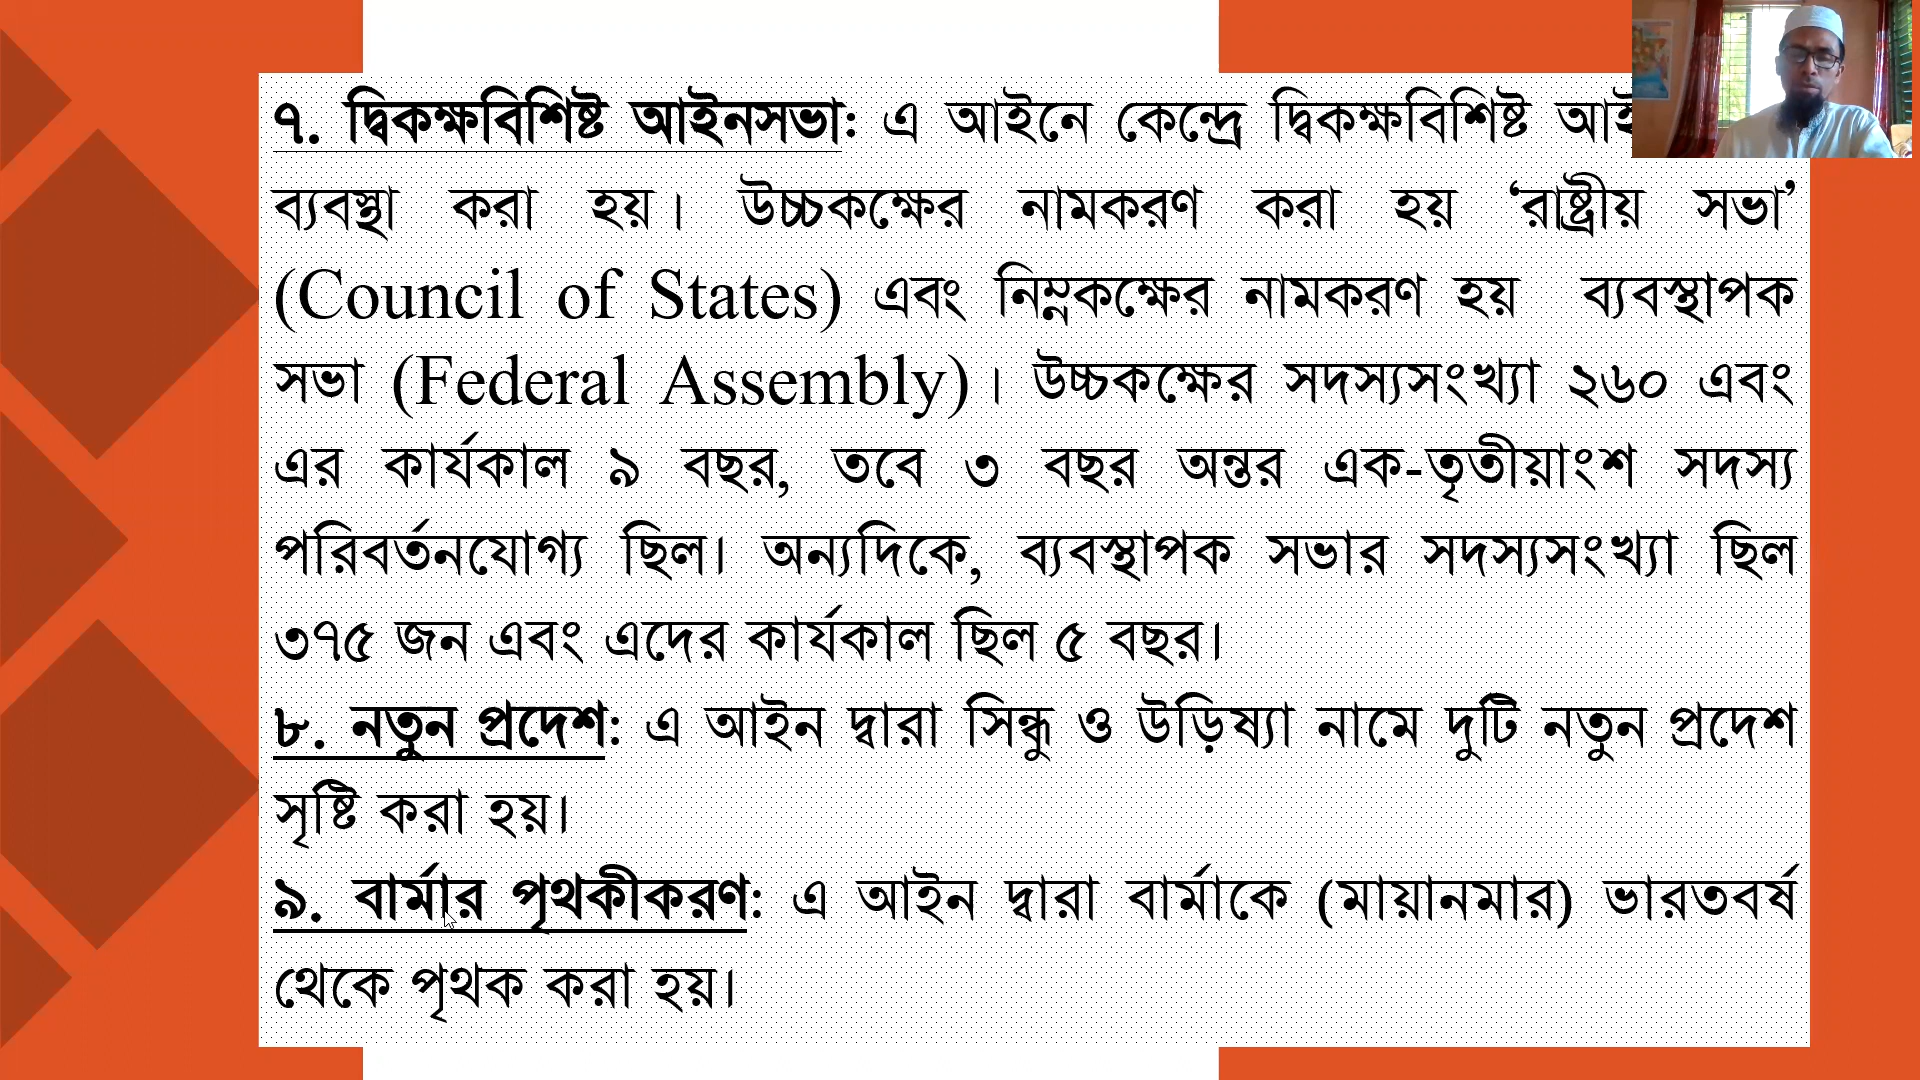 ৭. দ্বিকক্ষবিশিষ্ট আইনসভা: এ আইনে কেন্দ্রে দ্বিকক্ষবিশিষ্ট
ব্যবস্থা করা হয়। উচ্চকক্ষের নামকরণ করা হয় ‘রাষ্ট্রীয় সভা’
(Council of States) এবং নিম্নকক্ষের নামকরণ হয় ব্যবস্থাপক
সভা (Federal Assembly)। উচ্চকক্ষের সদস্যসংখ্যা ২৬০ এবং
এর কার্যকাল ৯ বছর, তবে ৩ বছর অন্তর এক-তৃতীয়াংশ সদস্য
পরিবর্তনযোগ্য ছিল। অন্যদিকে, ব্যবস্থাপক সভার সদস্যসংখ্যা ছিল
৩৭৫ জন এবং এদের কার্যকাল ছিল ৫ বছর।
৮. নতুন প্রদেশ: এ আইন দ্বারা সিন্ধু ও উড়িষ্যা নামে দুটি নতুন প্রদেশ
সৃষ্টি করা হয়।
৯. বার্মার পৃথকীকরণ: এ আইন দ্বারা বার্মাকে (মায়ানমার) ভারতবর্ষ
থেকে পৃথক করা হয়।